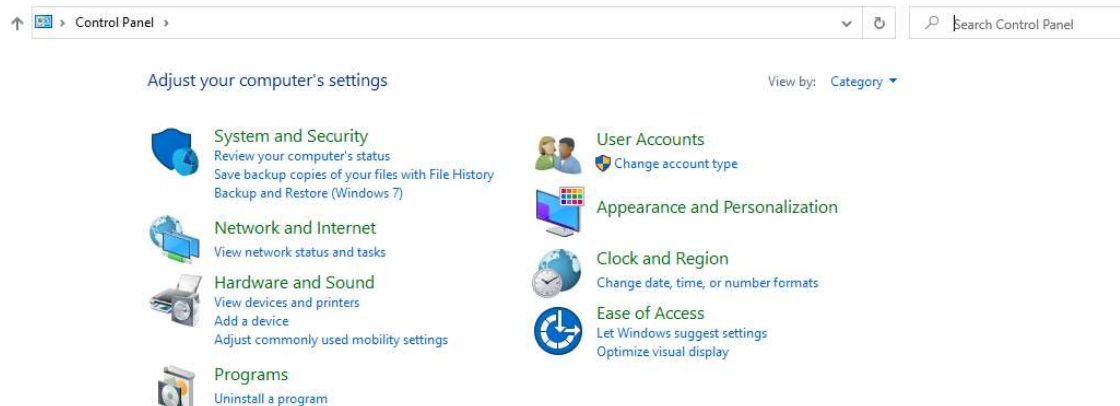 Control Panel
Search Control Panel
Adjust your computer's settings
View by: Category
System and Security
Review your computer's status
Save backup copies of your files with File History
Backup and Restore (Windows 7)
Network and Internet
View network status and tasks
Hardware and Sound
View devices and printers
Add a device
Adjust commonly used mobility settings
Programs
Uninstall a program
User Accounts
Change account type
Appearance and Personalization
Clock and Region
Change date, time, or number formats
Ease of Access
Let Windows suggest settings
Optimize visual display